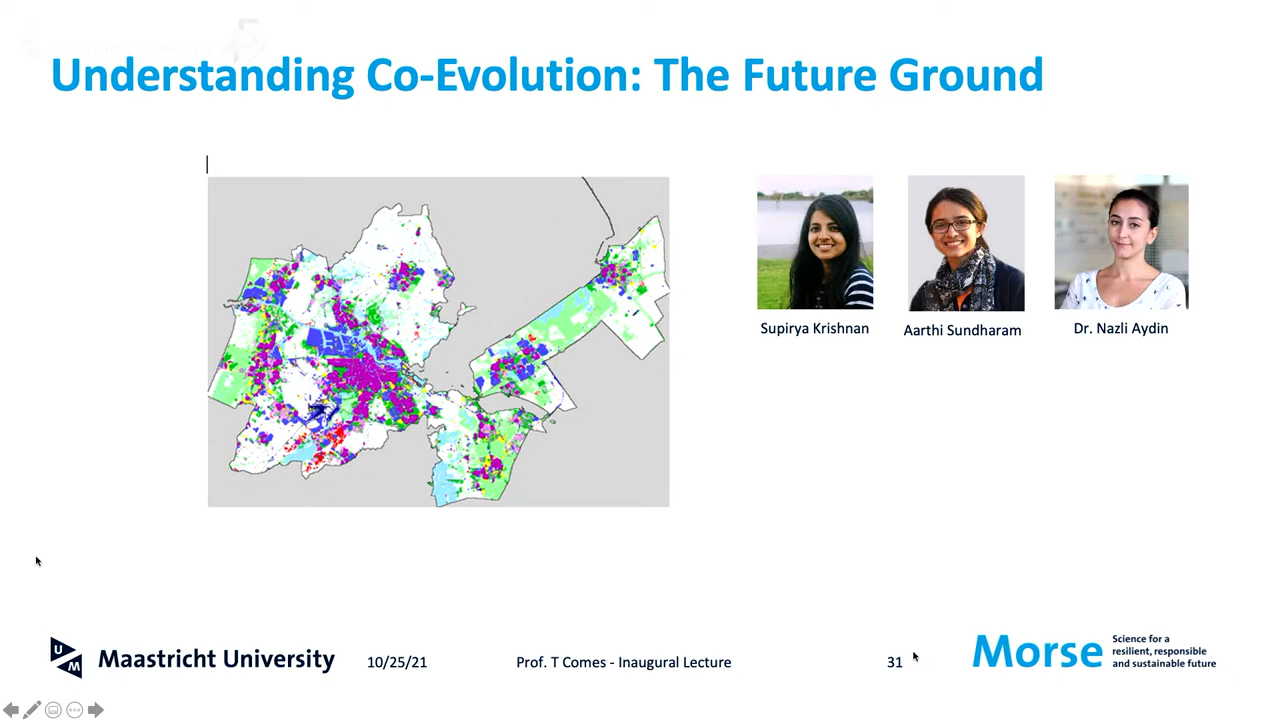 Understanding Co-Evolution: The Future Ground
Supirya Krishnan
Aarthi Sundharam
Dr. Nazli Aydin
UM
Maastricht University
10/25/21
Prof. T Comes - Inaugural Lecture
31
Morse
Science for a
resilient, responsible
and sustainable future